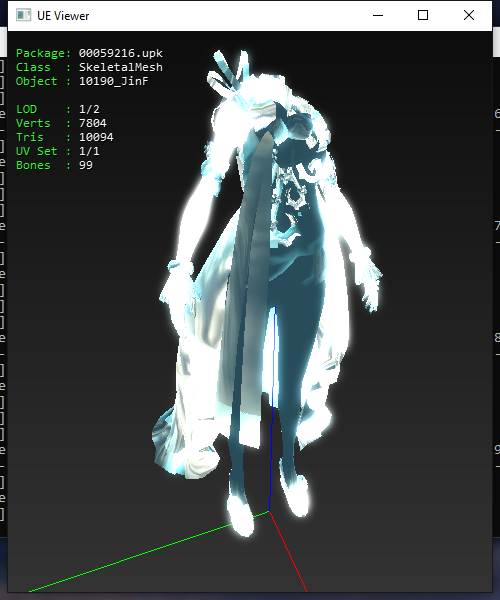 UE Viewer
Package: 00059216.upk
Class  : SkeletalMesh
Object : 10190_JinF
LOD    : 1/2
Verts  : 7804
Tris   : 10094
UV Set : 1/1
Bones  : 99